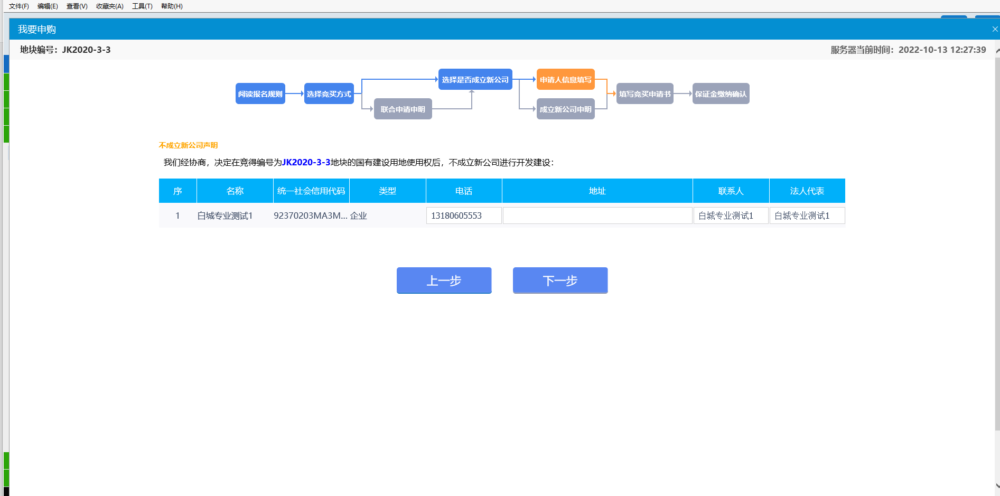 文件(F) 编辑(E) 查看(V) 收藏夹(A) 工具(T) 帮助(H)
我要申购
地块编号：JK2020-3-3 服务器当前时间：2022-10-13 12:27:39
选择是否成立新公司 申请人信息填写
阅读报名规则 选择竞买方式 填写竞买申请书 保证金缴纳确认
联合申请申明 成立新公司申明
不成立新公司声明
我们经协商，决定在竞得编号为JK2020-3-3地块的国有建设用地使用权后，不成立新公司进行开发建设：
序 名称 统一社会信用代码 类型 电话 地址 联系人 法人代表
1 白城专业测试1 92370203MA3M... 企业 13180605553 白城专业测试1 白城专业测试1
上一步 下一步